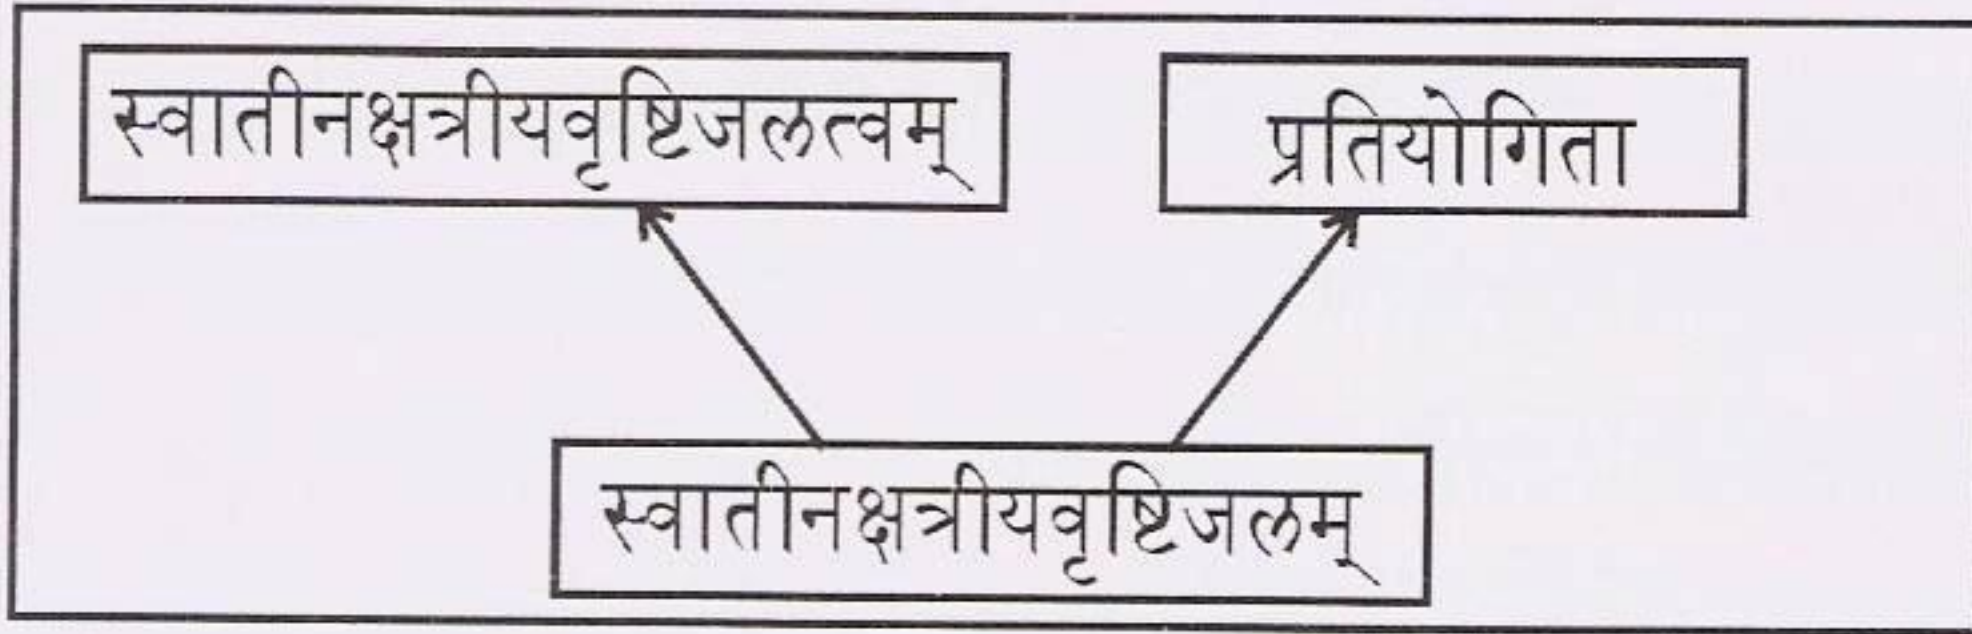 स्वातीनक्षत्रीयवृष्टिजलत्वम्
प्रतियोगिता
स्वातीनक्षत्रीयवृष्टिजलम्